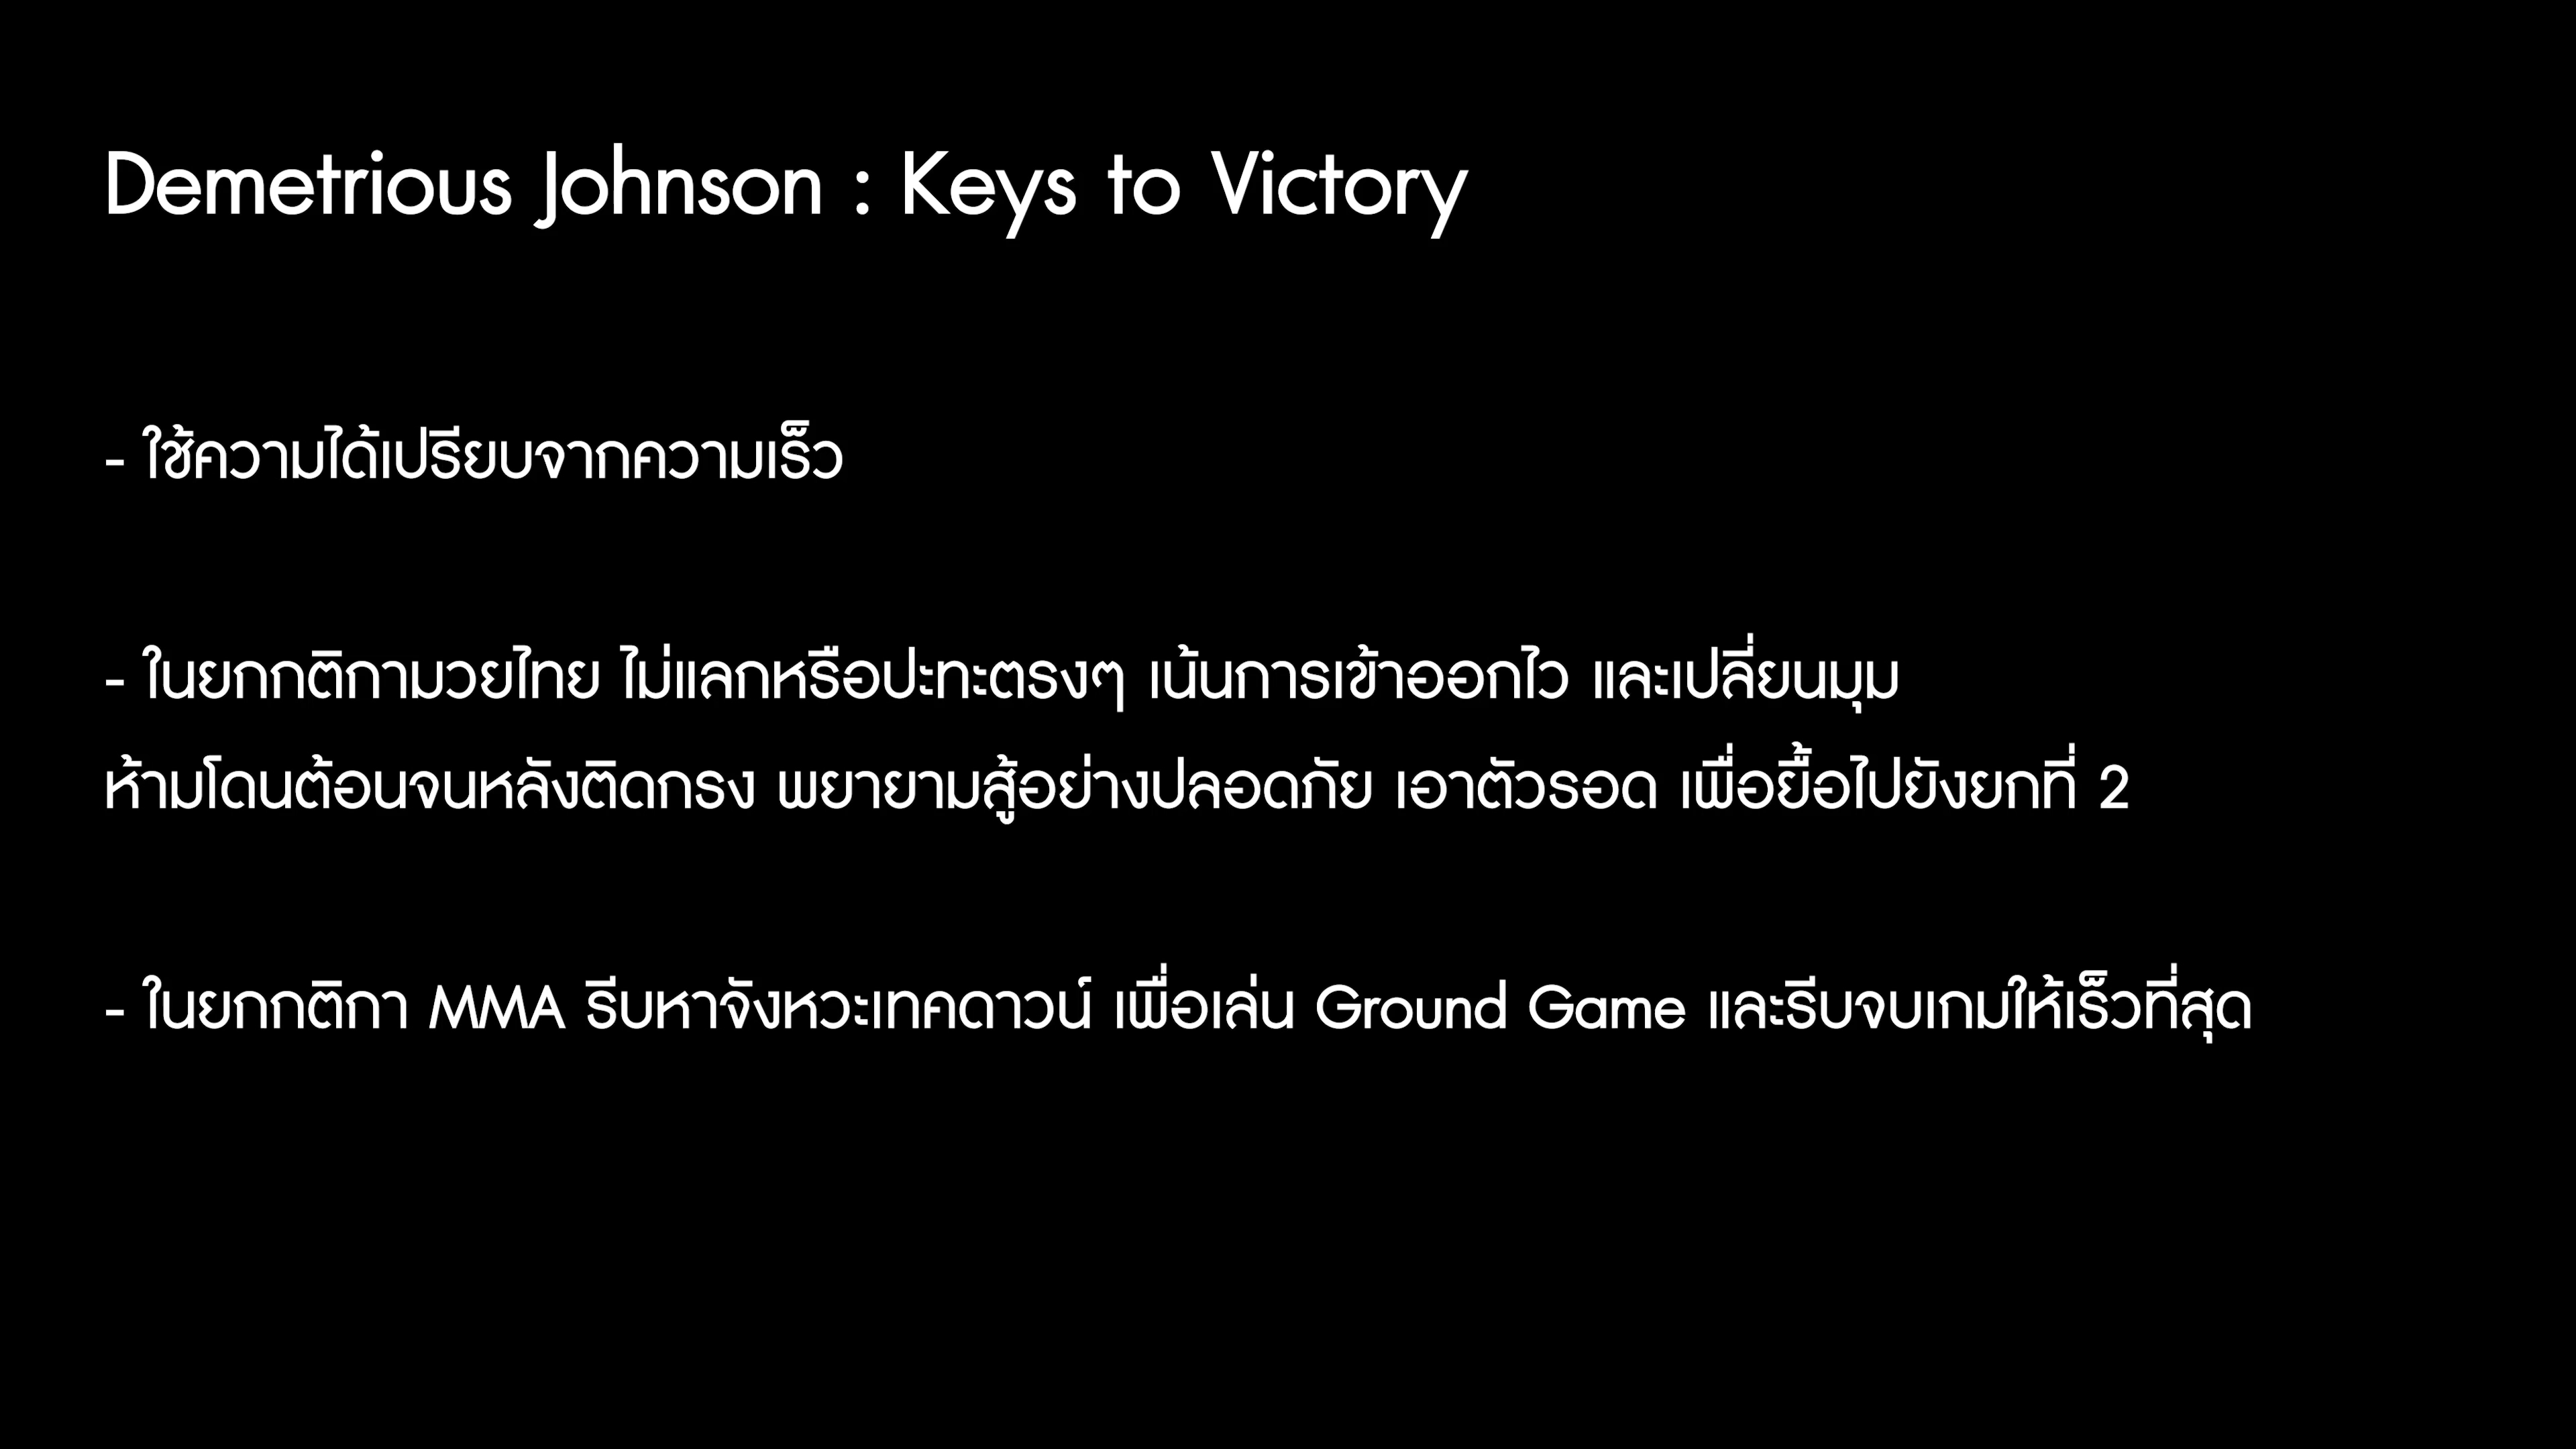 Demetrious Johnson : Keys to Victory
- ใช้ความได้เปรียบจากความเร็ว
- ในยกกติกามวยไทย ไม่แลกหรือปะทะตรงๆ เน้นการเข้าออกไว และเปลี่ยนมุม
ห้ามโดนต้อนจนหลังติดกรง พยายามสู้อย่างปลอดภัย เอาตัวรอด เพื่อยื้อไปยังยกที่ 2
- ในยกกติกา MMA รีบหาจังหวะเทคดาวน์ เพื่อเล่น Ground Game และรีบจบเกมให้เร็วที่สุด